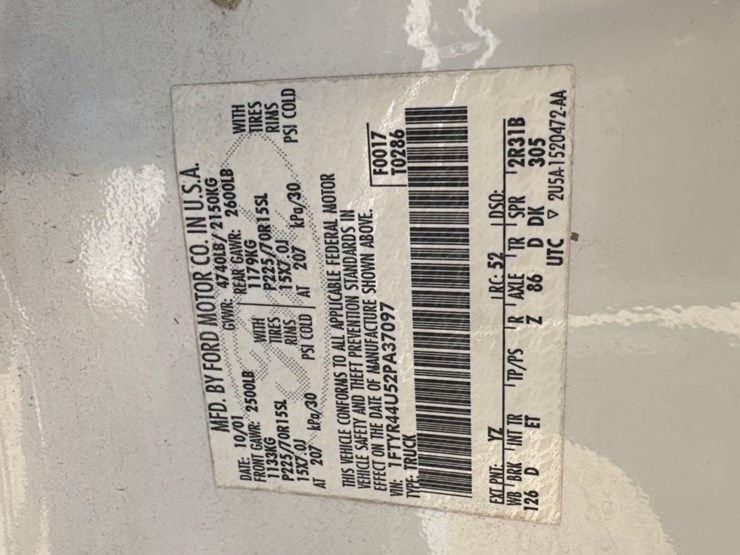 MFD. BY FORD MOTOR CO. IN U.S.A.
DATE: 10/01 GVWR: 4740LB/ 2150KG
FRONT GAWR: 2500LB REAR GAWR: 2600LB
1133KG WITH 1179KG WITH
P225/70R15SL TIRES P225/70R15SL TIRES
15X7.0J RIMS 15X7.0J RIMS
AT 207 kPa/30 PSI COLD AT 207 kPa/30 PSI COLD
THIS VEHICLE CONFORMS TO ALL APPLICABLE FEDERAL MOTOR
VEHICLE SAFETY AND THEFT PREVENTION STANDARDS IN
EFFECT ON THE DATE OF MANUFACTURE SHOWN ABOVE.
VIN: 1FTYR44U52PA37097 F0017
TYPE: TRUCK T0286
EXT PNT: YZ RC: 52 DSO:
WB BRK INT TR TP/PS R AXLE TR SPR 2R31B
126 D ET Z 86 D DK 305
UTC ▽ 2U5A-1520472-AA